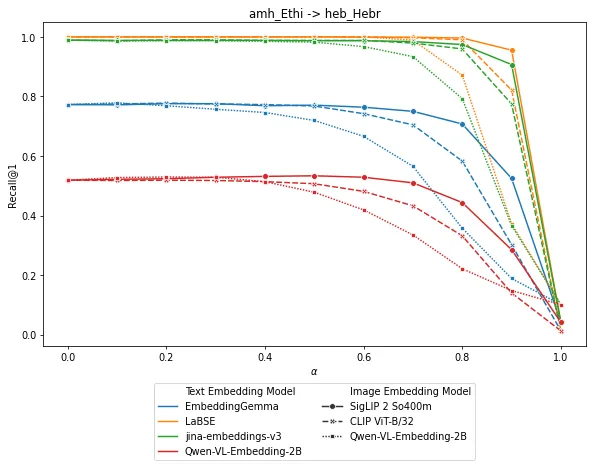 amh_Ethi -> heb_Hebr
1.0
0.8
0.6
0.4
0.2
0.0
Recall@1
0.0 0.2 0.4 0.6 0.8 1.0
α
Text Embedding Model
EmbeddingGemma
LaBSE
jina-embeddings-v3
Qwen-VL-Embedding-2B
Image Embedding Model
SigLIP 2 So400m
CLIP ViT-B/32
Qwen-VL-Embedding-2B